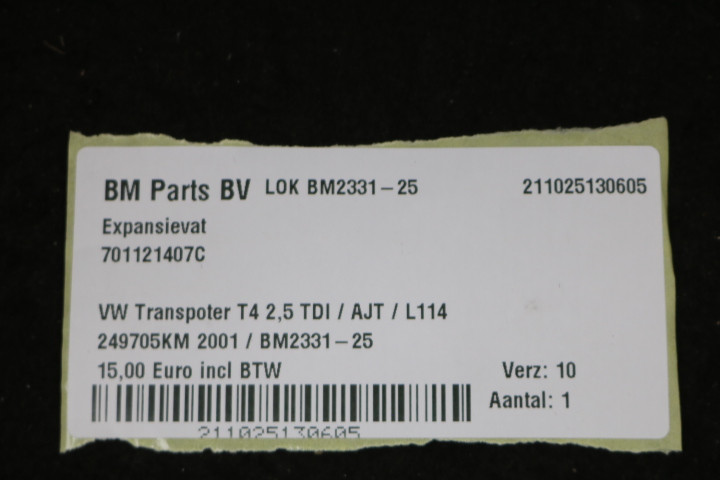 BM Parts BV LOK BM2331-25 211025130605
Expansievat
701121407C
VW Transpoter T4 2,5 TDI / AJT / L114
249705KM 2001 / BM2331-25
15,00 Euro incl BTW Verz: 10
Aantal: 1
211025130605